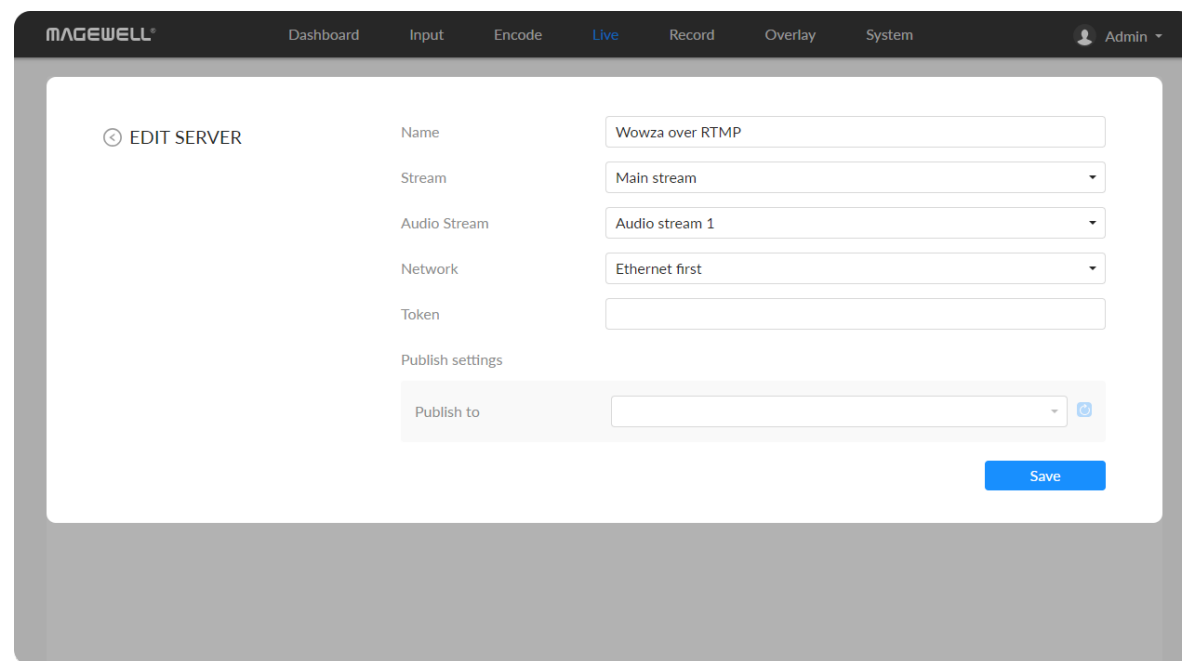 MAGEWELL® Dashboard Input Encode Live Record Overlay System Admin
EDIT SERVER
Name Wowza over RTMP
Stream Main stream
Audio Stream Audio stream 1
Network Ethernet first
Token
Publish settings
Publish to
Save